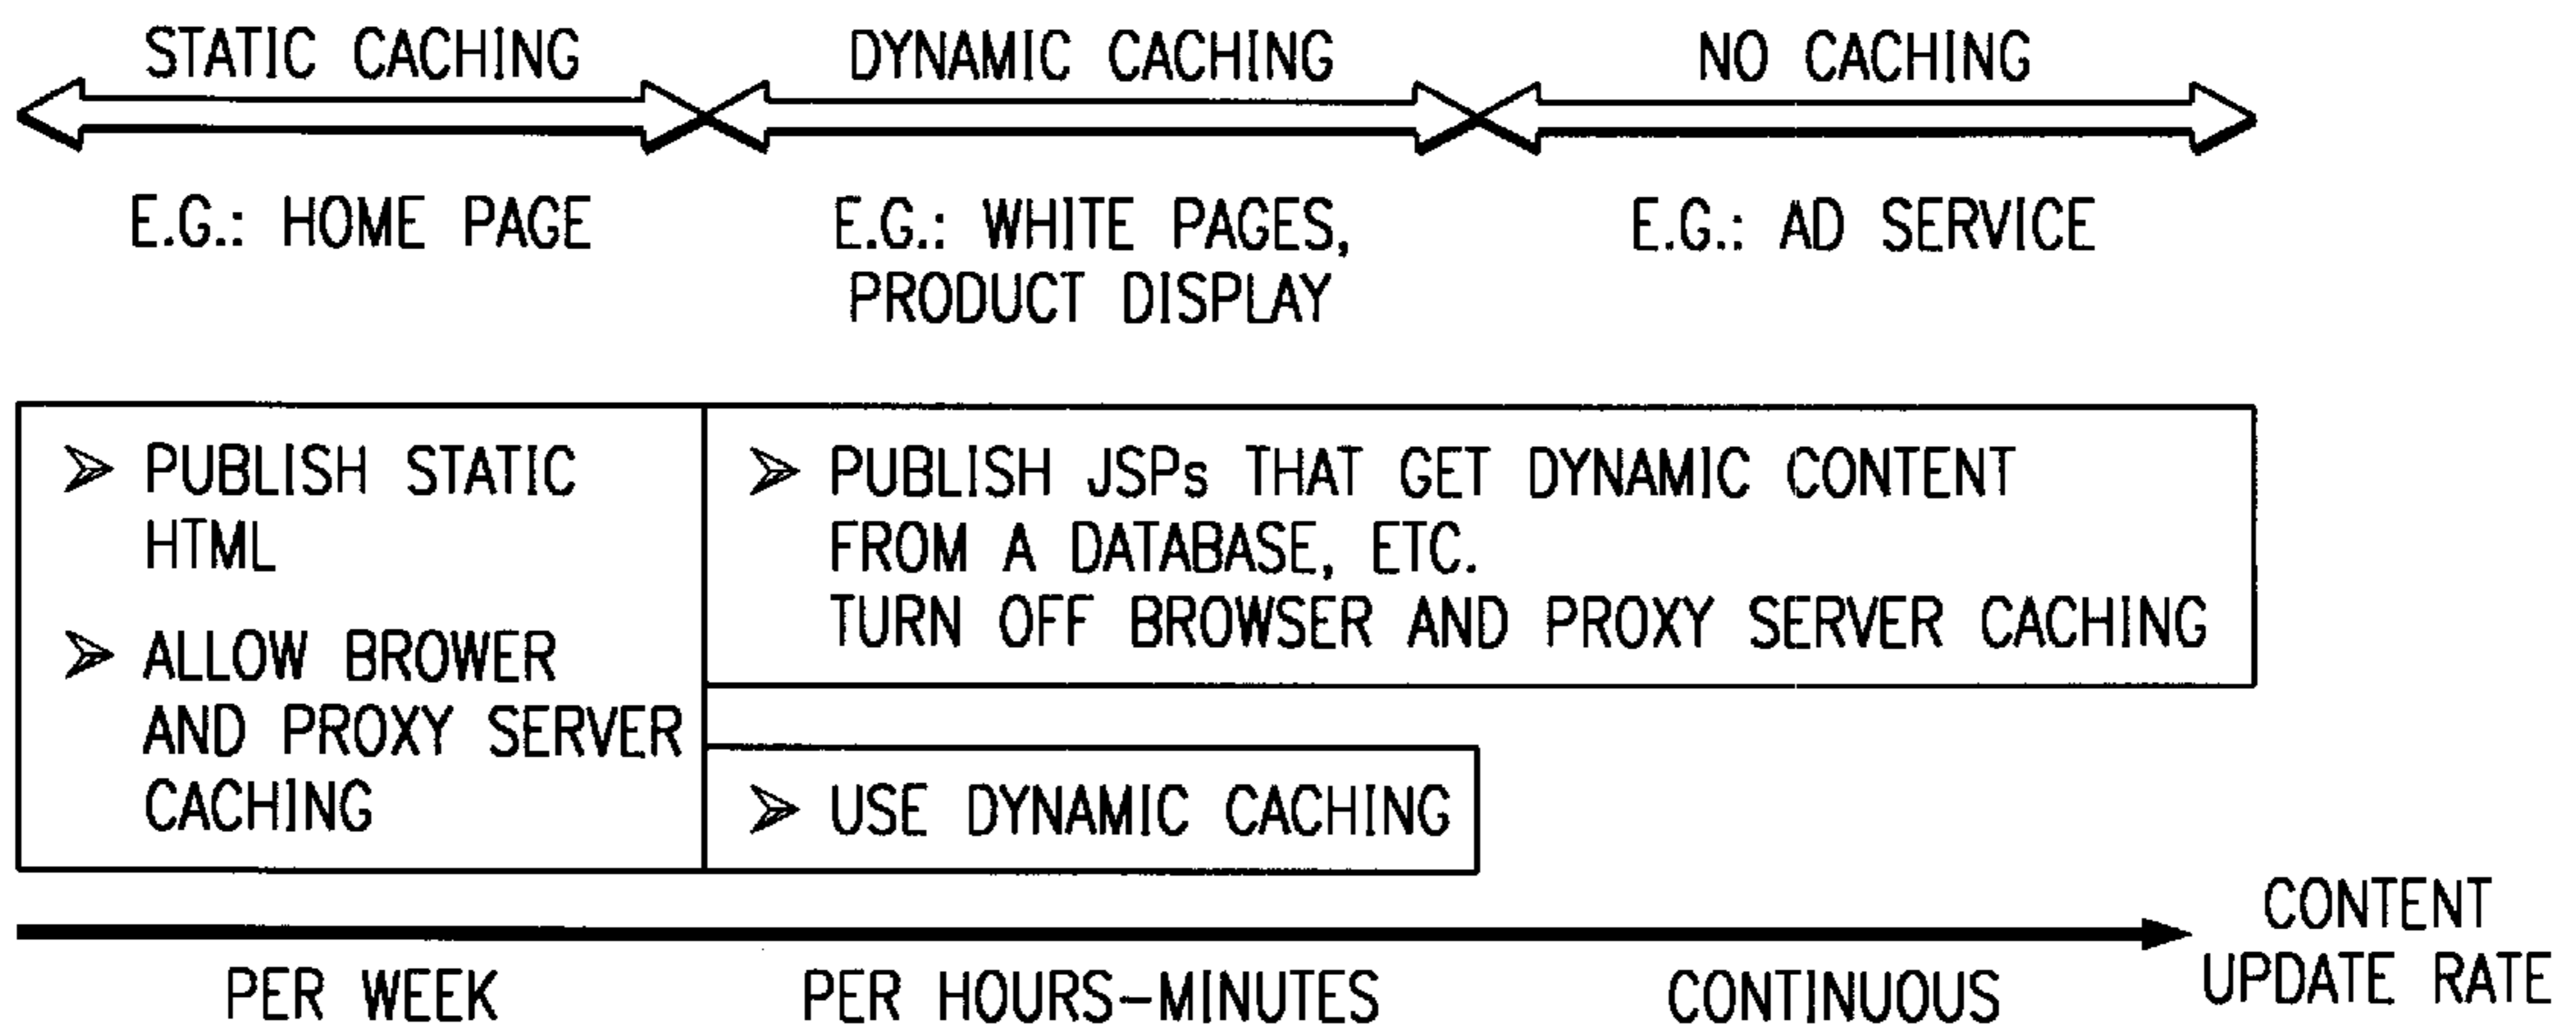 STATIC CACHING
DYNAMIC CACHING
NO CACHING
E.G.: HOME PAGE
E.G.: WHITE PAGES,
PRODUCT DISPLAY
E.G.: AD SERVICE
PUBLISH STATIC
HTML
ALLOW BROWER
AND PROXY SERVER
CACHING
PUBLISH JSPs THAT GET DYNAMIC CONTENT
FROM A DATABASE, ETC.
TURN OFF BROWSER AND PROXY SERVER CACHING
USE DYNAMIC CACHING
PER WEEK
PER HOURS-MINUTES
CONTINUOUS
CONTENT
UPDATE RATE